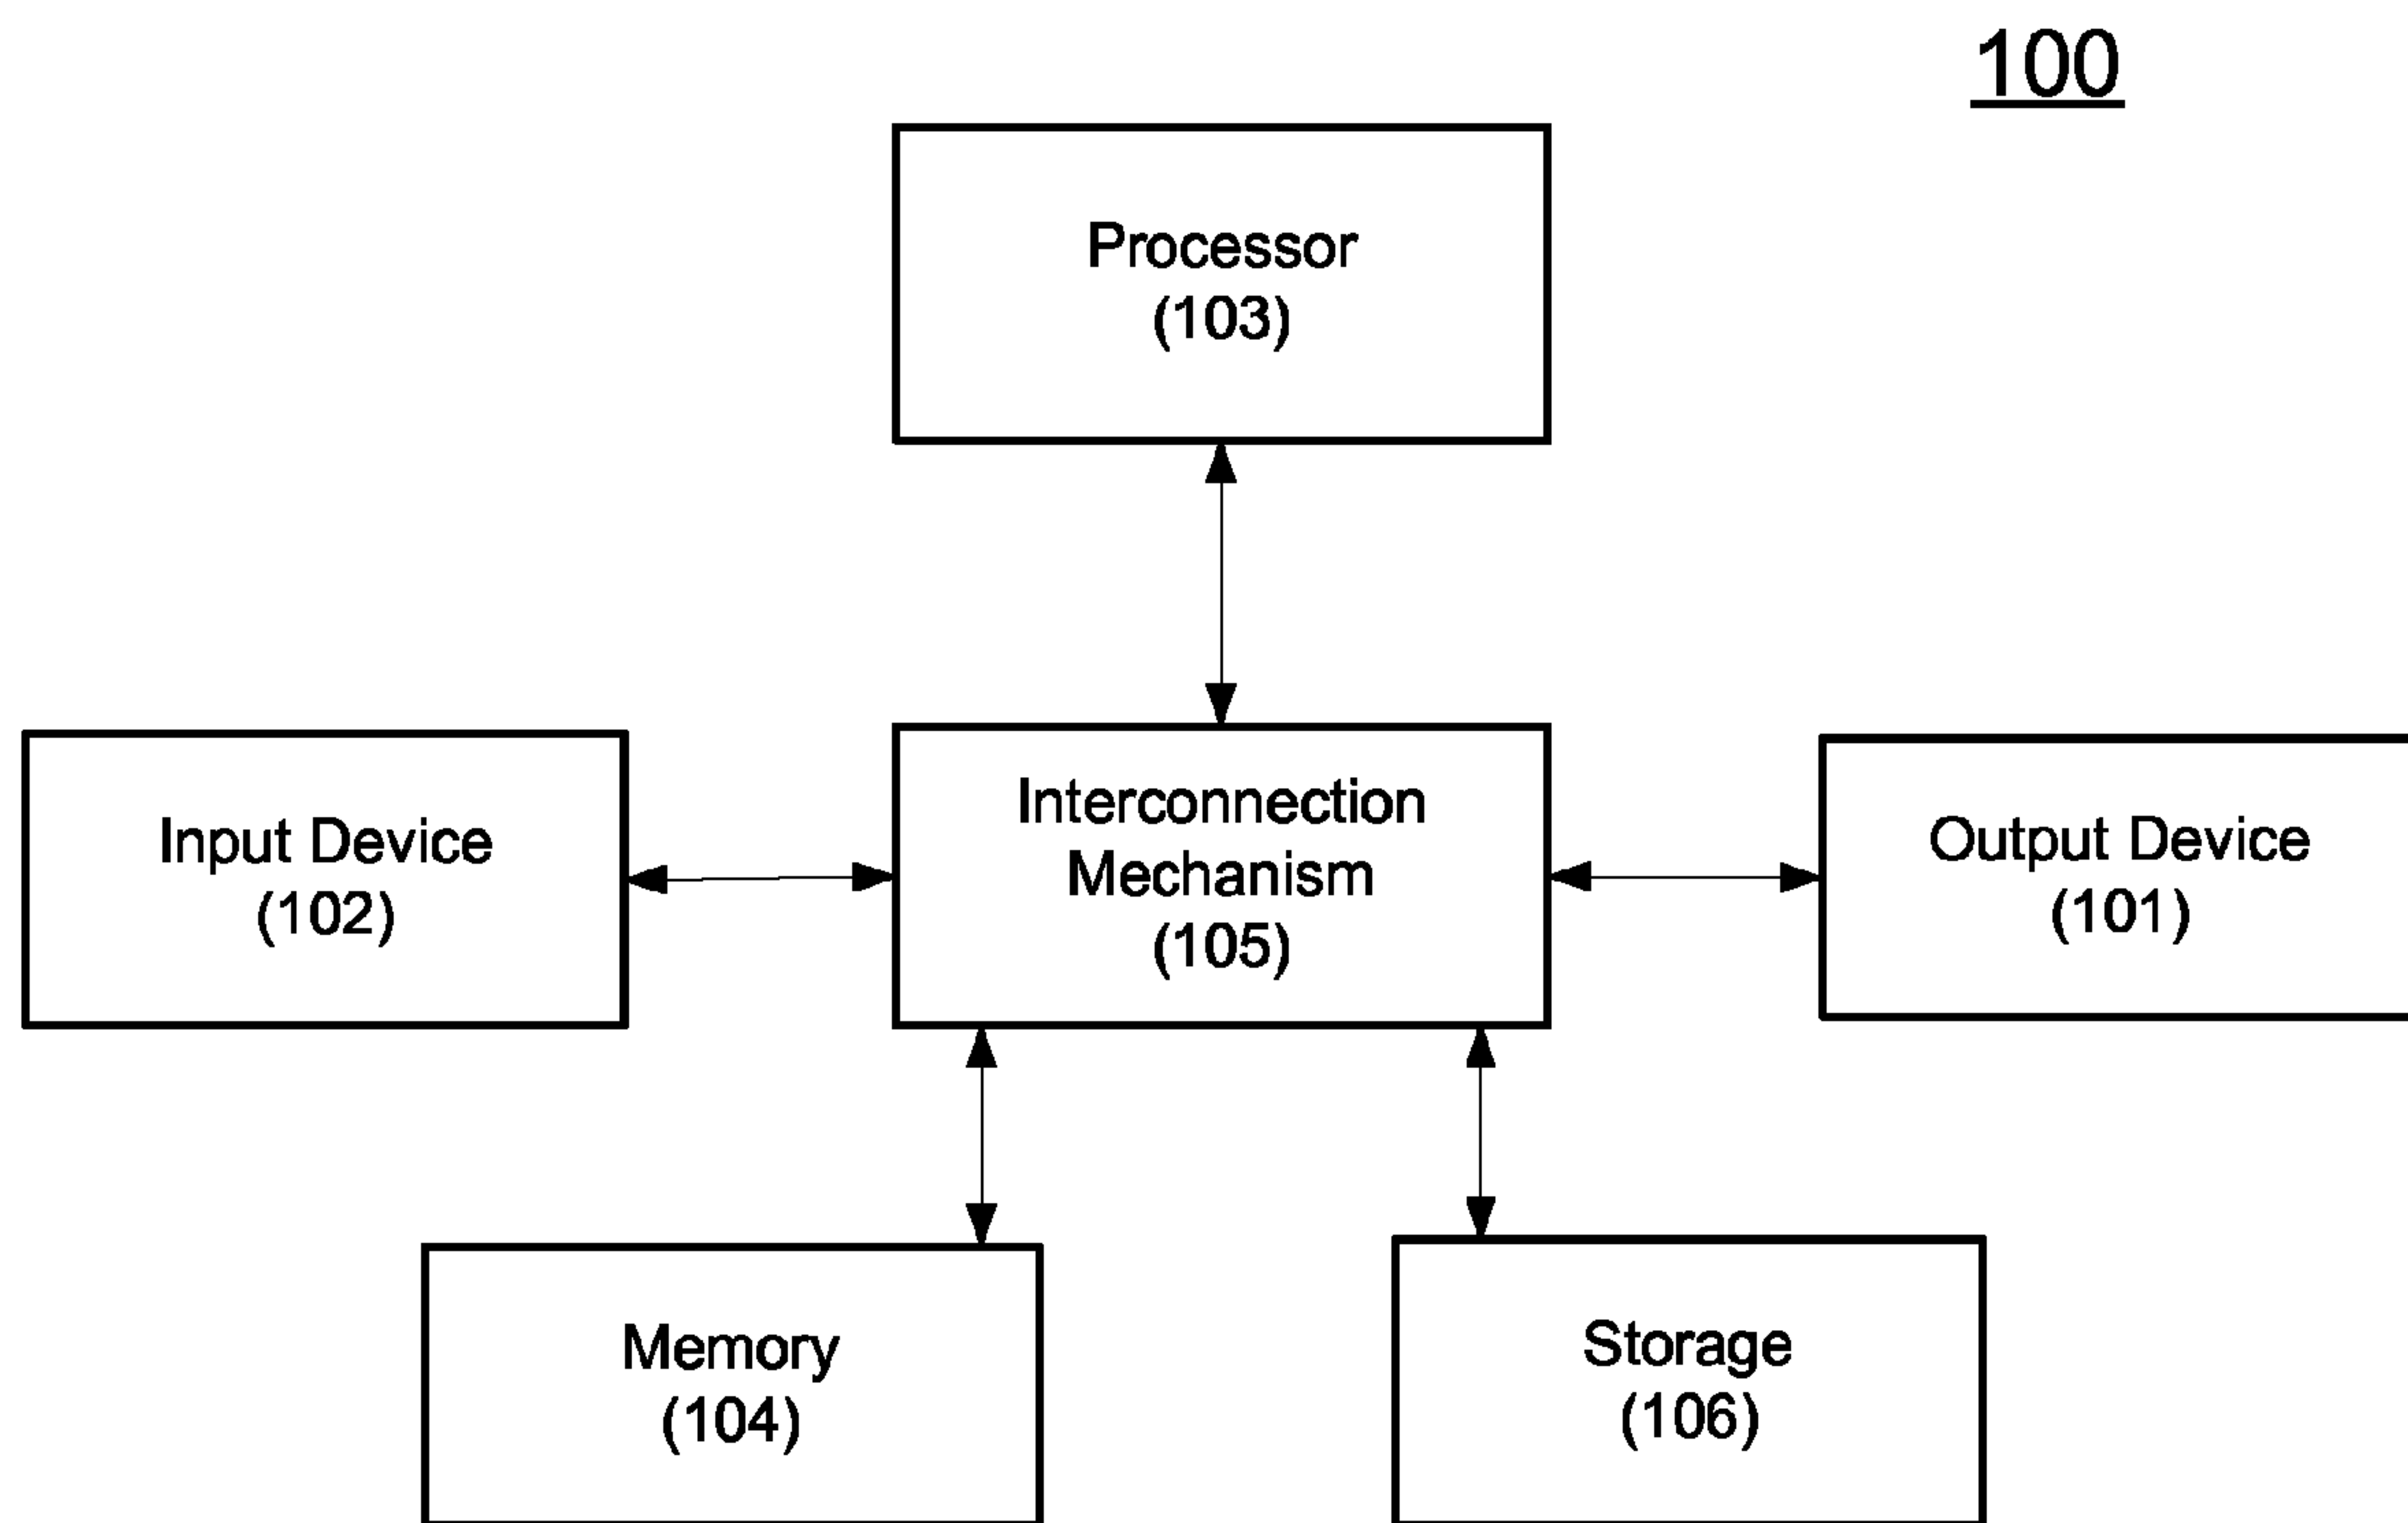 100
Processor
(103)
Input Device
(102)
Interconnection
Mechanism
(105)
Output Device
(101)
Memory
(104)
Storage
(106)